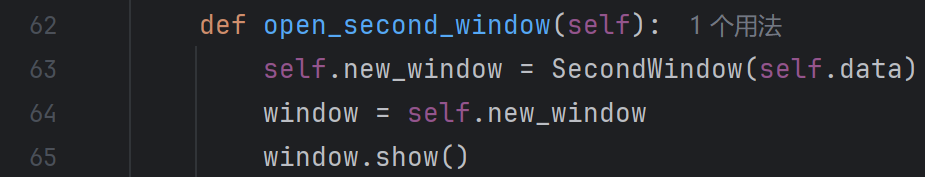 62 def open_second_window(self): 1 个用法
63 self.new_window = SecondWindow(self.data)
64 window = self.new_window
65 window.show()